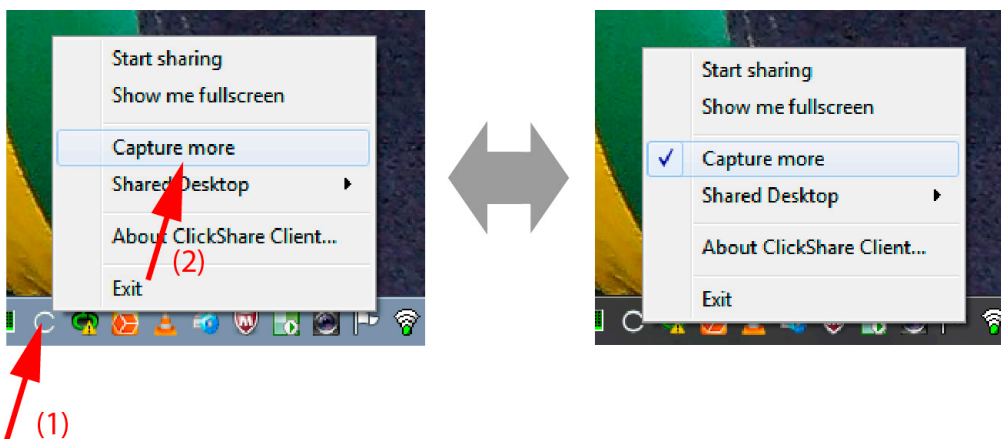 Start sharing
Show me fullscreen
Capture more
Shared Desktop
About ClickShare Client...
(2)
Exit
(1)
Start sharing
Show me fullscreen
Capture more
Shared Desktop
About ClickShare Client...
Exit